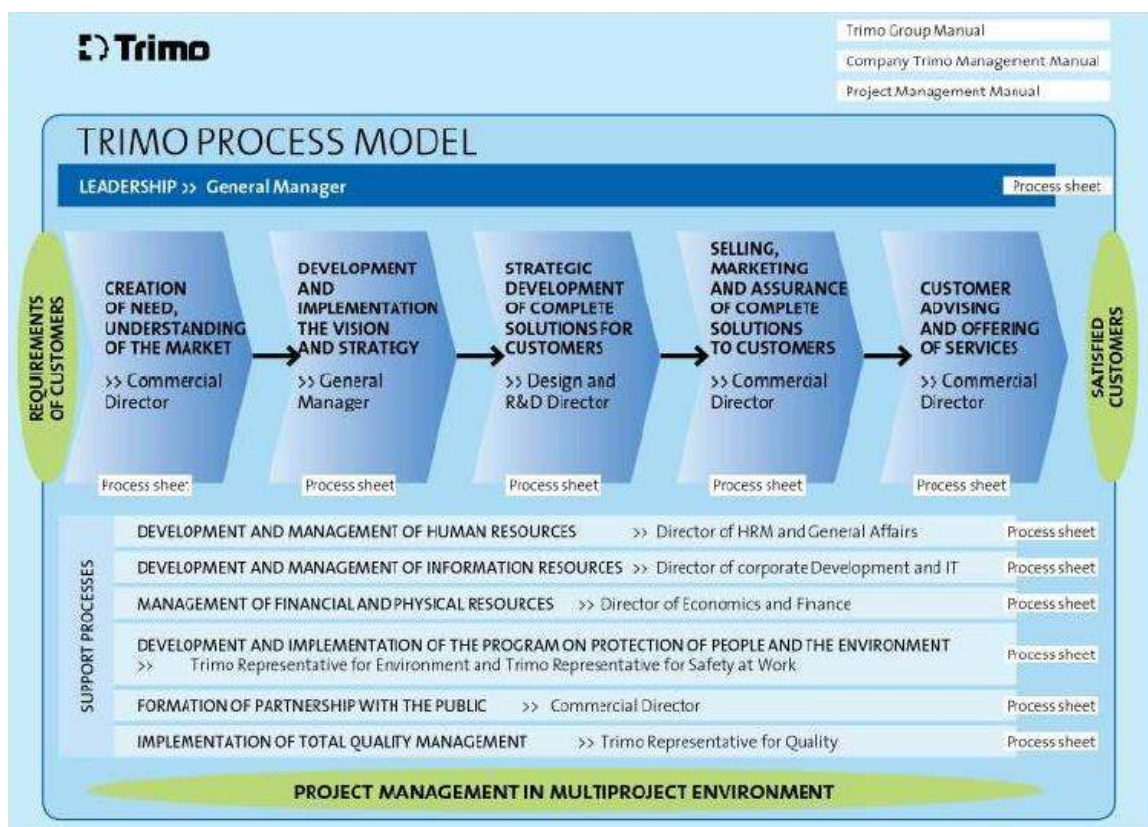 Trimo
Trimo Group Manual
Company Trimo Management Manual
Project Management Manual
TRIMO PROCESS MODEL
LEADERSHIP >> General Manager
Process sheet
REQUIREMENTS
OF CUSTOMERS
CREATION
OF NEED,
UNDERSTANDING
OF THE MARKET
>> Commercial
Director
Process sheet
DEVELOPMENT
AND
IMPLEMENTATION
THE VISION
AND STRATEGY
>> General
Manager
Process sheet
STRATEGIC
DEVELOPMENT
OF COMPLETE
SOLUTIONS FOR
CUSTOMERS
>> Design and
R&D Director
Process sheet
SELLING,
MARKETING
AND ASSURANCE
OF COMPLETE
SOLUTIONS
TO CUSTOMERS
>> Commercial
Director
Process sheet
CUSTOMER
ADVISING
AND OFFERING
OF SERVICES
>> Commercial
Director
Process sheet
SATISFIED
CUSTOMERS
SUPPORT PROCESSES
DEVELOPMENT AND MANAGEMENT OF HUMAN RESOURCES >> Director of HRM and General Affairs Process sheet
DEVELOPMENT AND MANAGEMENT OF INFORMATION RESOURCES >> Director of corporate Development and IT Process sheet
MANAGEMENT OF FINANCIAL AND PHYSICAL RESOURCES >> Director of Economics and Finance Process sheet
DEVELOPMENT AND IMPLEMENTATION OF THE PROGRAM ON PROTECTION OF PEOPLE AND THE ENVIRONMENT
>> Trimo Representative for Environment and Trimo Representative for Safety at Work
Process sheet
FORMATION OF PARTNERSHIP WITH THE PUBLIC >> Commercial Director Process sheet
IMPLEMENTATION OF TOTAL QUALITY MANAGEMENT >> Trimo Representative for Quality Process sheet
PROJECT MANAGEMENT IN MULTIPROJECT ENVIRONMENT